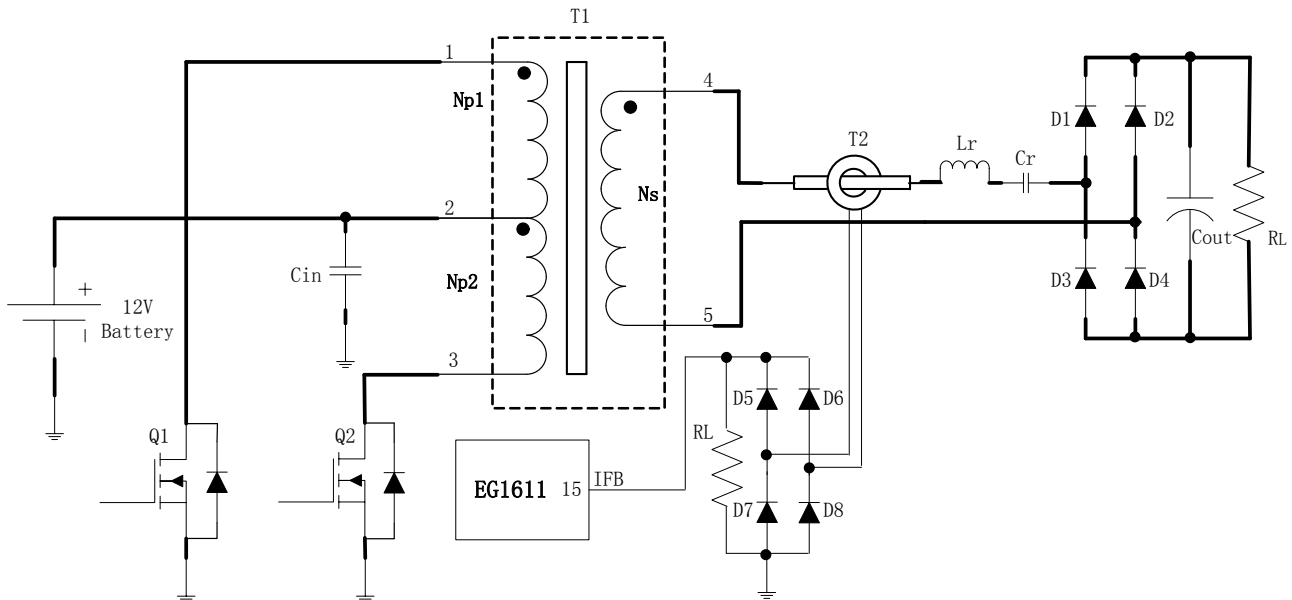 T1
1
4
Np1
D1
D2
T2
Lr
Cr
2
Ns
Cout
RL
Cin
Np2
D3
D4
+
12V
Battery
5
3
D5
D6
Q1
Q2
RL
EG1611
15
IFB
D7
D8